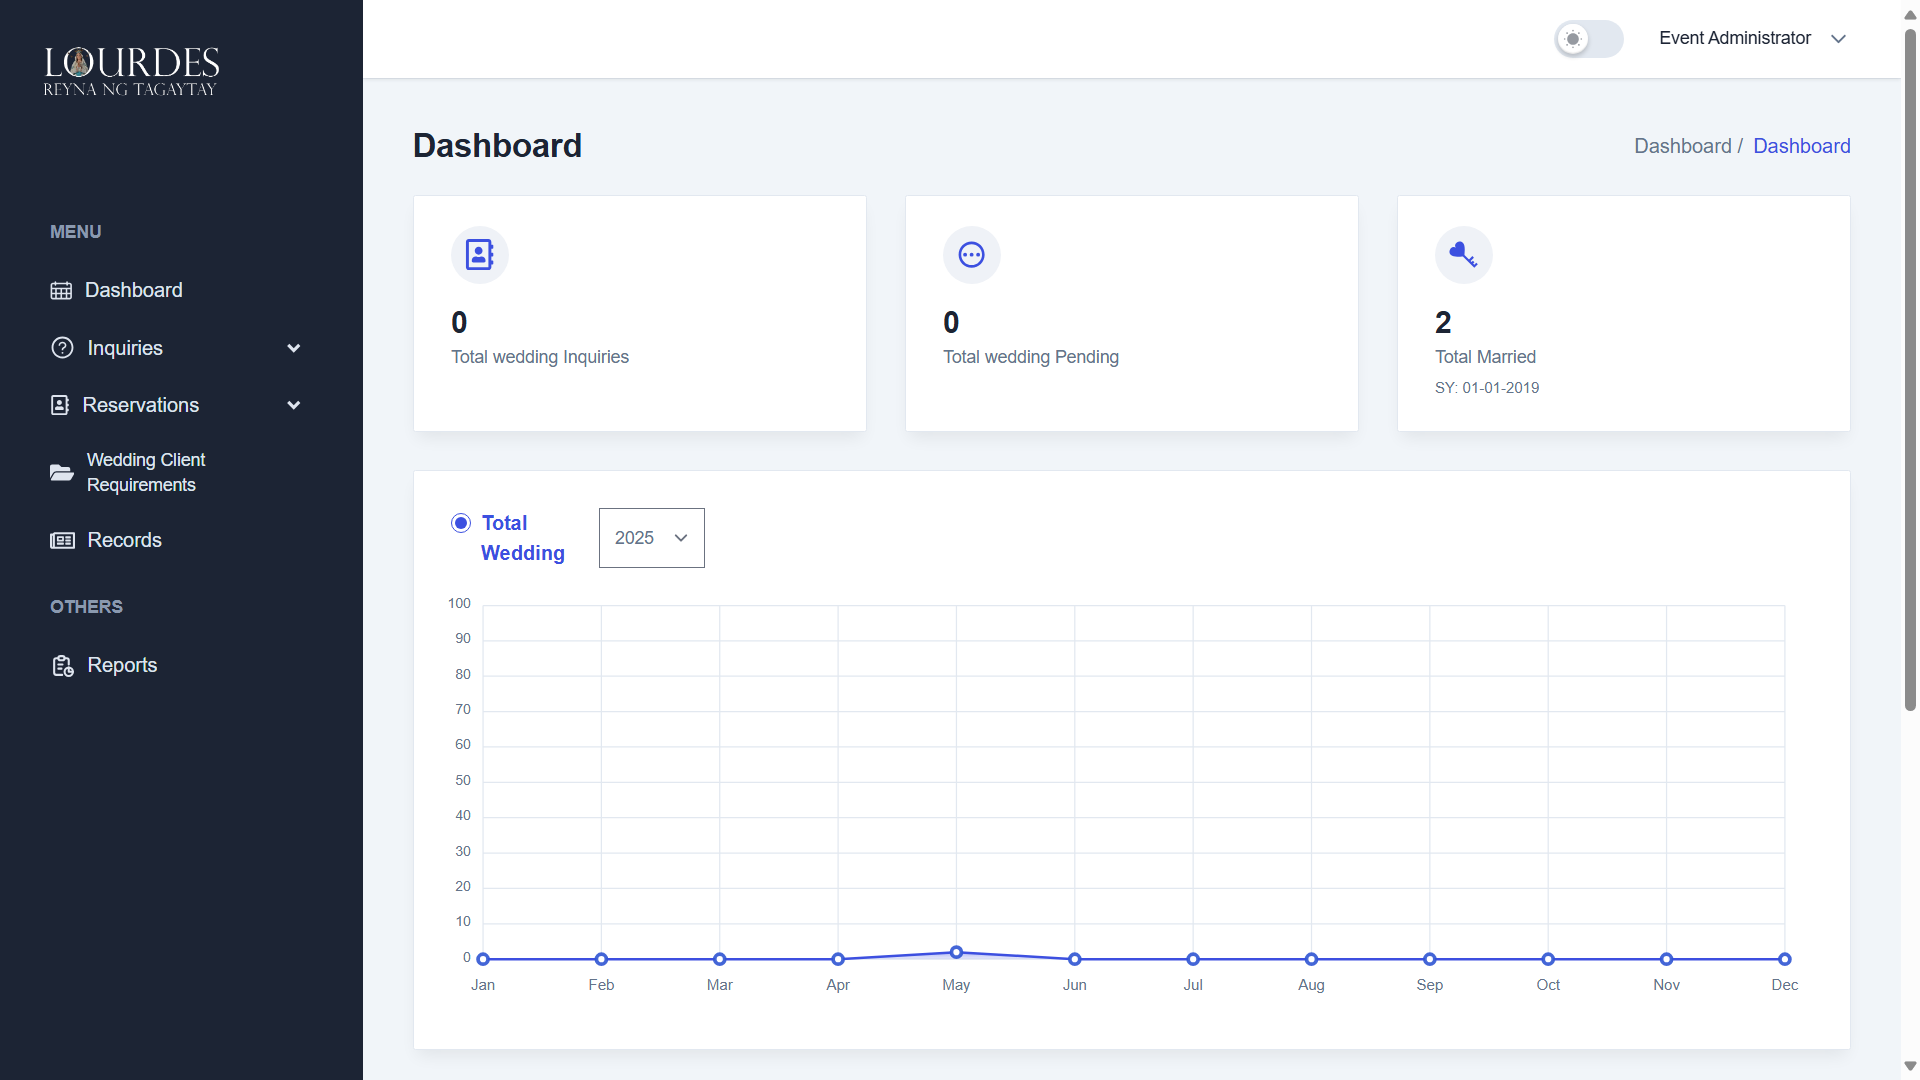 LOURDES
REYNA NG TAGAYTAY
MENU
Dashboard
Inquiries
Reservations
Wedding Client
Requirements
Records
OTHERS
Reports
Event Administrator
Dashboard
Dashboard / Dashboard
0
Total wedding Inquiries
0
Total wedding Pending
2
Total Married
SY: 01-01-2019
Total
Wedding
2025
100
90
80
70
60
50
40
30
20
10
0
Jan Feb Mar Apr May Jun Jul Aug Sep Oct Nov Dec